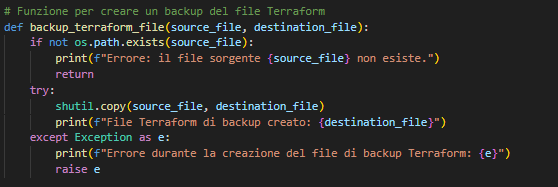 # Funzione per creare un backup del file Terraform
def backup_terraform_file(source_file, destination_file):
    if not os.path.exists(source_file):
        print(f"Errore: il file sorgente {source_file} non esiste.")
        return
    try:
        shutil.copy(source_file, destination_file)
        print(f"File Terraform di backup creato: {destination_file}")
    except Exception as e:
        print(f"Errore durante la creazione del file di backup Terraform: {e}")
        raise e